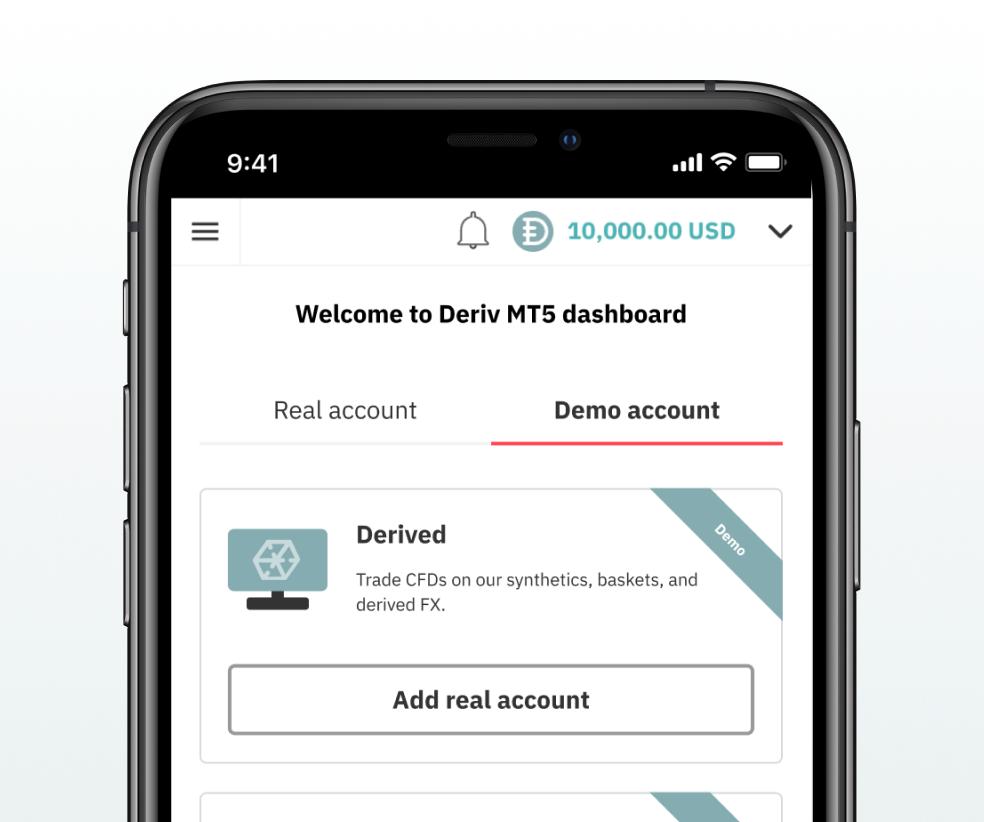 9:41
10,000.00 USD
Welcome to Deriv MT5 dashboard
Real account
Demo account
Derived
Demo
Trade CFDs on our synthetics, baskets, and
derived FX.
Add real account